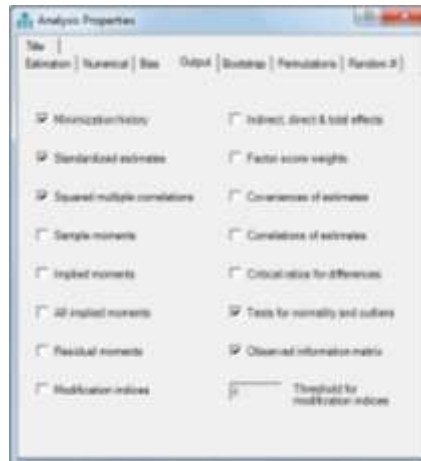 Analysis Properties
Title
Estimation Numerical Bias Output Bootstrap Permutations Random #
Minimization history
Indirect, direct & total effects
Standardized estimates
Factor score weights
Squared multiple correlations
Covariances of estimates
Sample moments
Correlations of estimates
Implied moments
Critical ratios for differences
All implied moments
Tests for normality and outliers
Residual moments
Observed information matrix
Modification indices
Threshold for
modification indices